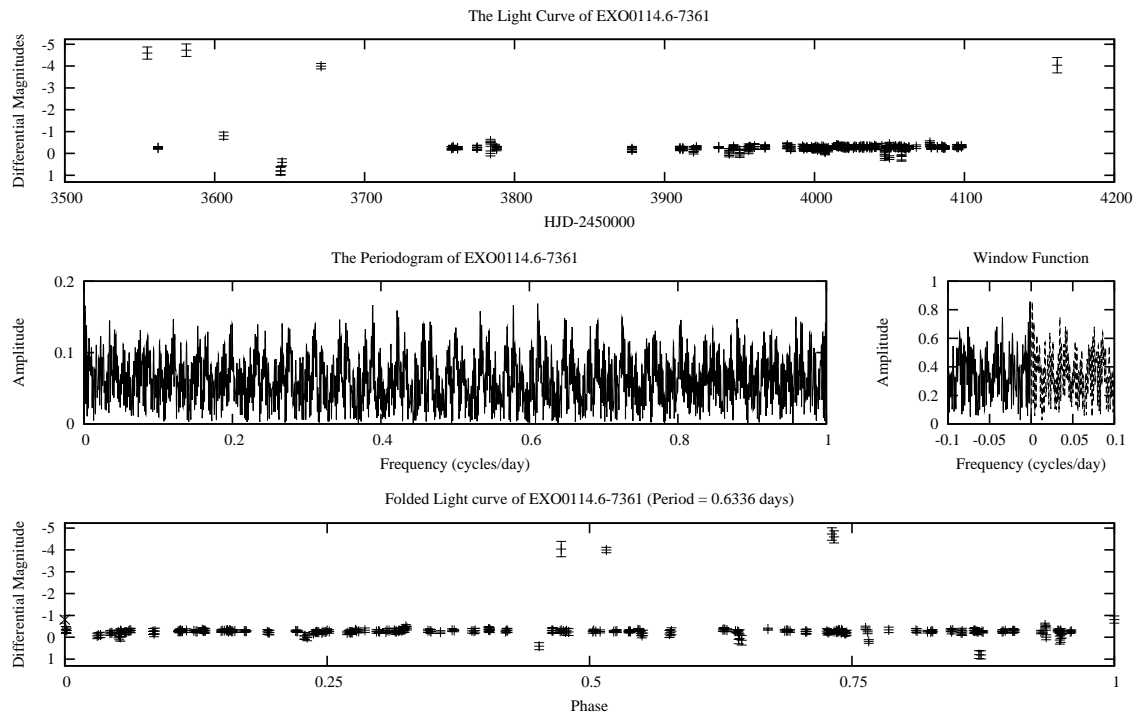 The Light Curve of EXO0114.6-7361
Differential Magnitudes
-5
-4
-3
-2
-1
0
1
3500 3600 3700 3800 3900 4000 4100 4200
HJD-2450000
The Periodogram of EXO0114.6-7361
Amplitude
0.2
0.1
0
0 0.2 0.4 0.6 0.8 1
Frequency (cycles/day)
Window Function
Amplitude
1
0.8
0.6
0.4
0.2
0
-0.1 -0.05 0 0.05 0.1
Frequency (cycles/day)
Folded Light curve of EXO0114.6-7361 (Period = 0.6336 days)
Differential Magnitude
-5
-4
-3
-2
-1
0
1
0 0.25 0.5 0.75 1
Phase